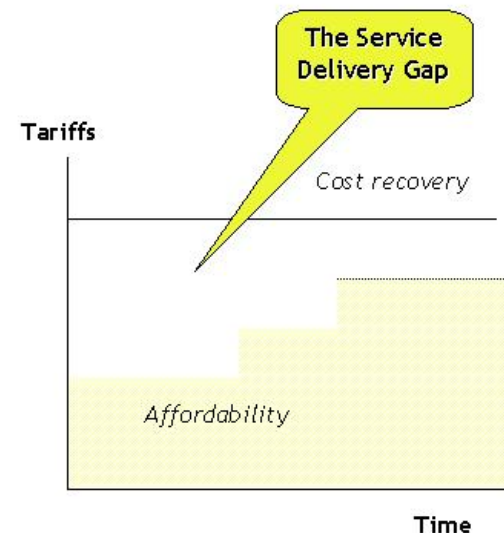 The Service
Delivery Gap
Tariffs
Cost recovery
Affordability
Time